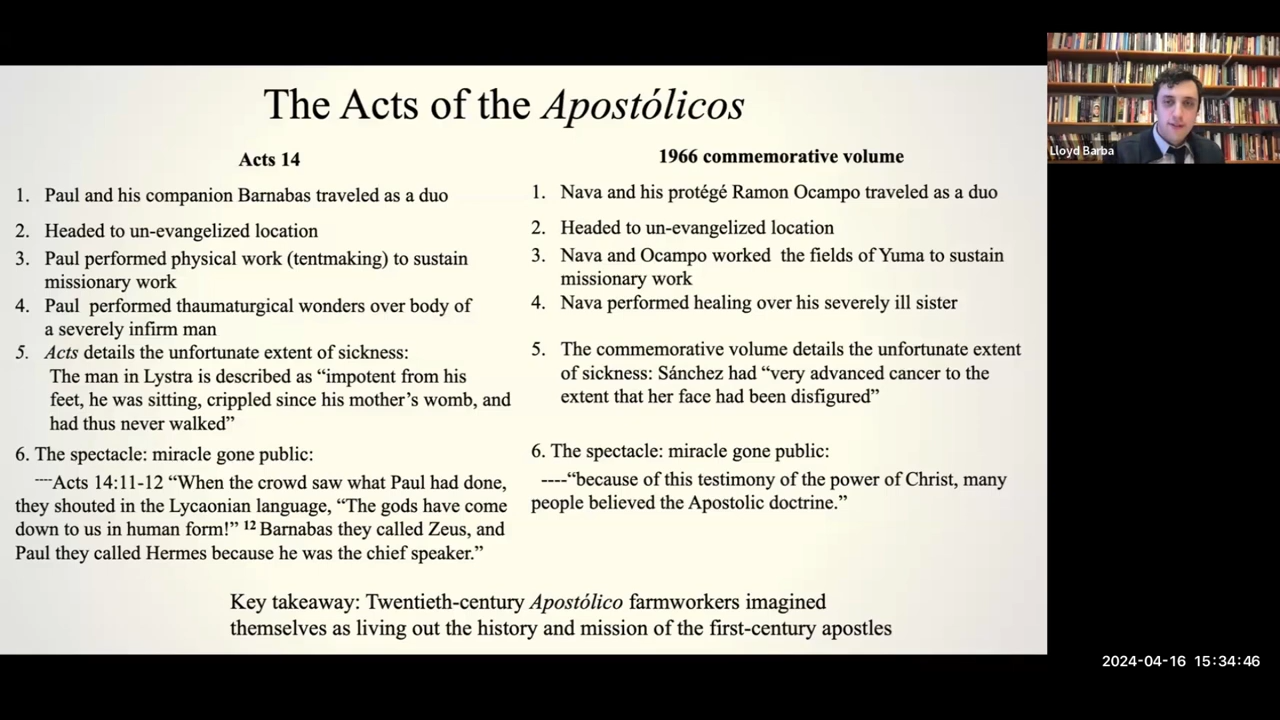 The Acts of the Apostólicos
Acts 14
1. Paul and his companion Barnabas traveled as a duo
2. Headed to un-evangelized location
3. Paul performed physical work (tentmaking) to sustain
missionary work
4. Paul performed thaumaturgical wonders over body of
a severely infirm man
5. Acts details the unfortunate extent of sickness:
The man in Lystra is described as “impotent from his
feet, he was sitting, crippled since his mother’s womb, and
had thus never walked”
6. The spectacle: miracle gone public:
----Acts 14:11-12 “When the crowd saw what Paul had done,
they shouted in the Lycaonian language, “The gods have come
down to us in human form!” 12 Barnabas they called Zeus, and
Paul they called Hermes because he was the chief speaker.”
1966 commemorative volume
1. Nava and his protégé Ramon Ocampo traveled as a duo
2. Headed to un-evangelized location
3. Nava and Ocampo worked the fields of Yuma to sustain
missionary work
4. Nava performed healing over his severely ill sister
5. The commemorative volume details the unfortunate extent
of sickness: Sánchez had “very advanced cancer to the
extent that her face had been disfigured”
6. The spectacle: miracle gone public:
----“because of this testimony of the power of Christ, many
people believed the Apostolic doctrine.”
Key takeaway: Twentieth-century Apostólico farmworkers imagined
themselves as living out the history and mission of the first-century apostles
Lloyd Barba
2024-04-16 15:34:46